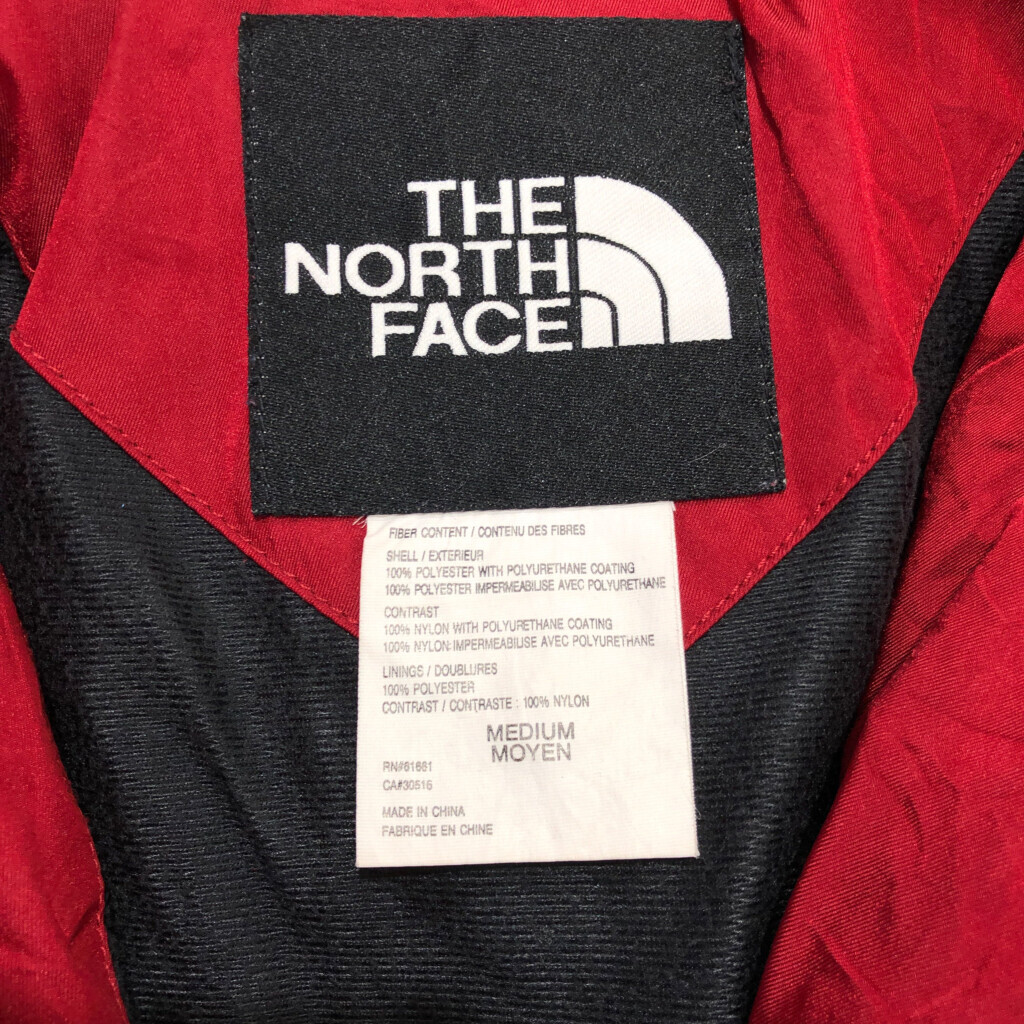 THE
NORTH
FACE
FIBER CONTENT / CONTENU DES FIBRES
SHELL / EXTERIEUR
100% POLYESTER WITH POLYURETHANE COATING
100% POLYESTER IMPERMEABILISE AVEC POLYURETHANE
CONTRAST
100% NYLON WITH POLYURETHANE COATING
100% NYLON IMPERMEABILISE AVEC POLYURETHANE
LININGS / DOUBLURES
100% POLYESTER
CONTRAST / CONTRASTE : 100% NYLON
MEDIUM
MOYEN
RN#61661
CA#30516
MADE IN CHINA
FABRIQUE EN CHINE